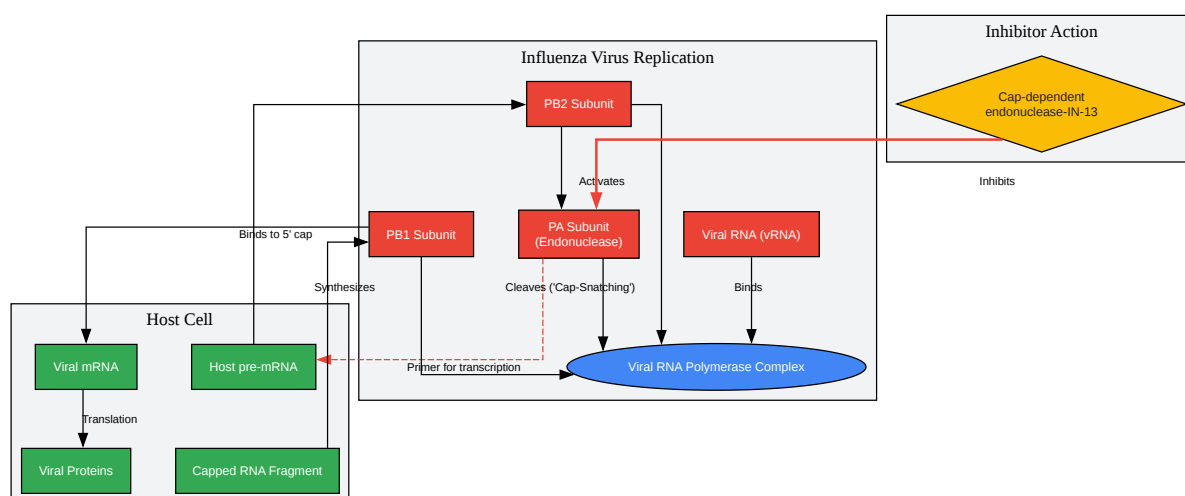 Inhibitor Action
Cap-dependent
endonuclease-IN-13
Inhibits
Influenza Virus Replication
PB2 Subunit
Activates
PB1 Subunit
PA Subunit
(Endonuclease)
Viral RNA (vRNA)
Binds to 5' cap
Synthesizes
Cleaves ('Cap-Snatching')
Binds
Primer for transcription
Viral RNA Polymerase Complex
Host Cell
Viral mRNA
Host pre-mRNA
Translation
Viral Proteins
Capped RNA Fragment